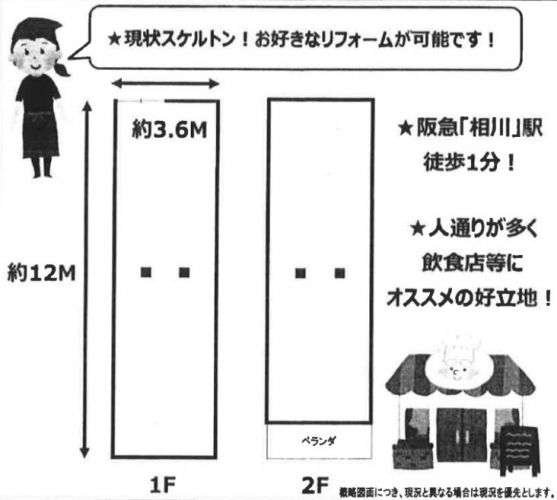 ★現状スケルトン！お好きなリフォームが可能です！
約3.6M
★阪急「相川」駅
徒歩1分！
★人通りが多く
飲食店等に
オススメの好立地！
約12M
ベランダ
1F
2F
概略図面につき、現況と異なる場合は現況を優先とします。